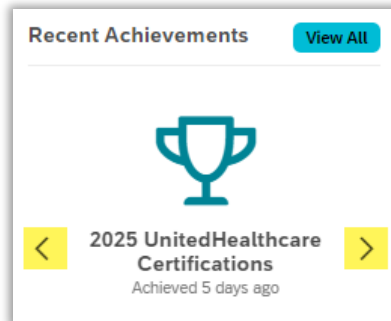 Recent Achievements
View All
2025 UnitedHealthcare
Certifications
Achieved 5 days ago